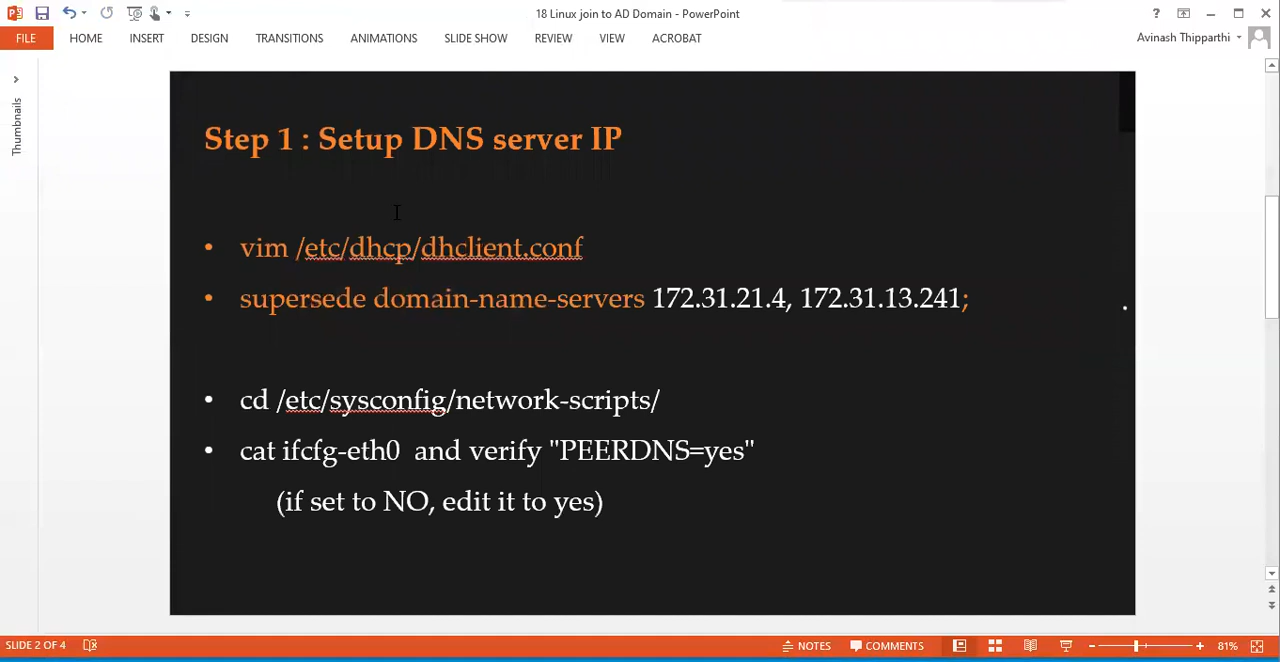 18 Linux join to AD Domain - PowerPoint
?
FILE HOME INSERT DESIGN TRANSITIONS ANIMATIONS SLIDE SHOW REVIEW VIEW ACROBAT
Avinash Thipparthi
Thumbnails
Step 1 : Setup DNS server IP
• vim /etc/dhcp/dhclient.conf
• supersede domain-name-servers 172.31.21.4, 172.31.13.241;
.
• cd /etc/sysconfig/network-scripts/
• cat ifcfg-eth0 and verify "PEERDNS=yes"
(if set to NO, edit it to yes)
SLIDE 2 OF 4
NOTES COMMENTS 81%